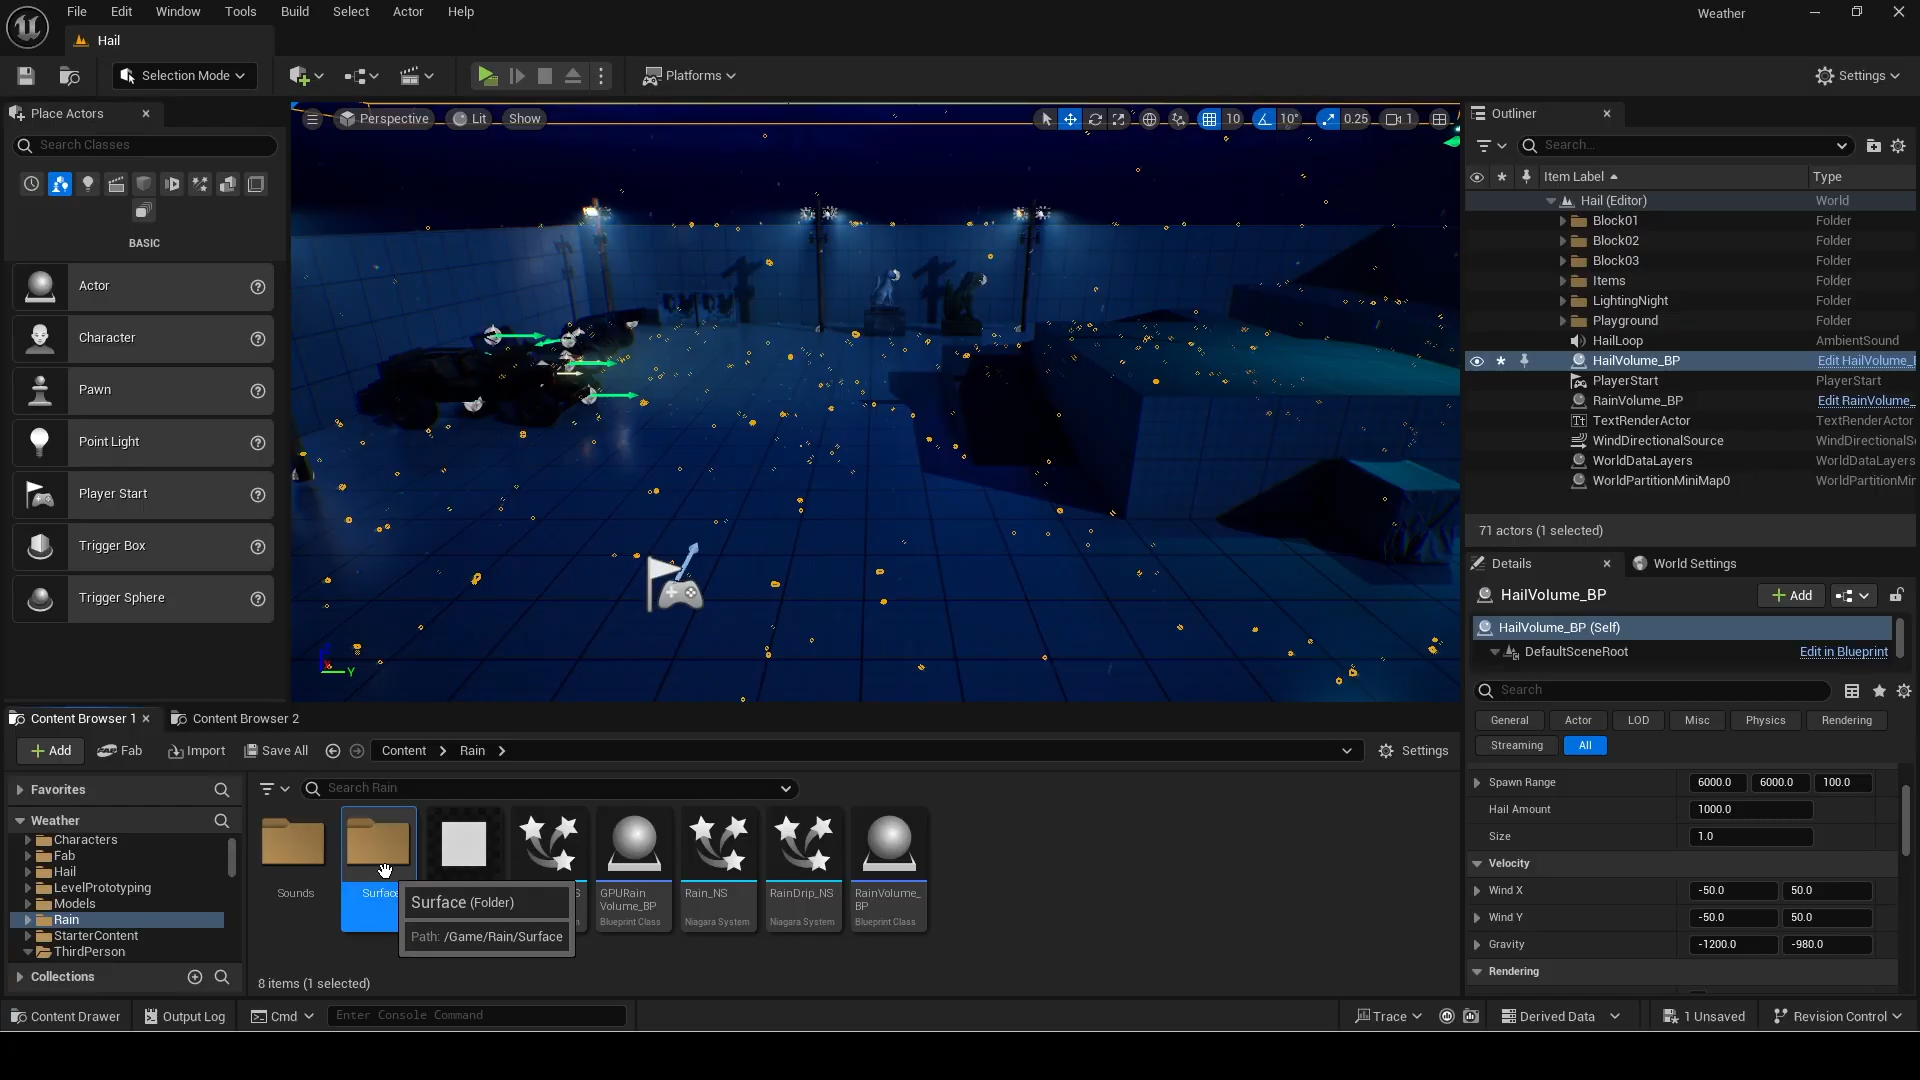 File Edit Window Tools Build Select Actor Help
Weather
Hail
Selection Mode
Platforms
Settings
Place Actors
Search Classes
BASIC
Actor
Character
Pawn
Point Light
Player Start
Trigger Box
Trigger Sphere
Perspective Lit Show
10 10° 0.25 1
Y
Outliner
Search...
Item Label Type
Hail (Editor) World
Block01 Folder
Block02 Folder
Block03 Folder
Items Folder
LightingNight Folder
Playground Folder
HailLoop AmbientSound
HailVolume_BP Edit HailVolume_
PlayerStart PlayerStart
RainVolume_BP Edit RainVolume_
TextRenderActor TextRenderActor
WindDirectionalSource WindDirectionalS
WorldDataLayers WorldDataLayers
WorldPartitionMiniMap0 WorldPartitionMin
71 actors (1 selected)
Details World Settings
HailVolume_BP Add
HailVolume_BP (Self)
DefaultSceneRoot Edit in Blueprint
Search
General Actor LOD Misc Physics Rendering
Streaming All
Spawn Range 6000.0 6000.0 100.0
Hail Amount 1000.0
Size 1.0
Velocity
Wind X -50.0 50.0
Wind Y -50.0 50.0
Gravity -1200.0 -980.0
Rendering
Content Browser 1 Content Browser 2
Add Fab Import Save All Content Rain Settings
Favorites
Weather
Characters
Fab
Hail
LevelPrototyping
Models
Rain
StarterContent
ThirdPerson
Collections
Search Rain
Sounds
Surface
GPURain
Volume_BP
Blueprint Class
Rain_NS
Niagara System
RainDrip_NS
Niagara System
RainVolume_
BP
Blueprint Class
Surface (Folder)
Path: /Game/Rain/Surface
8 items (1 selected)
Content Drawer Output Log Cmd Enter Console Command Trace Derived Data 1 Unsaved Revision Control